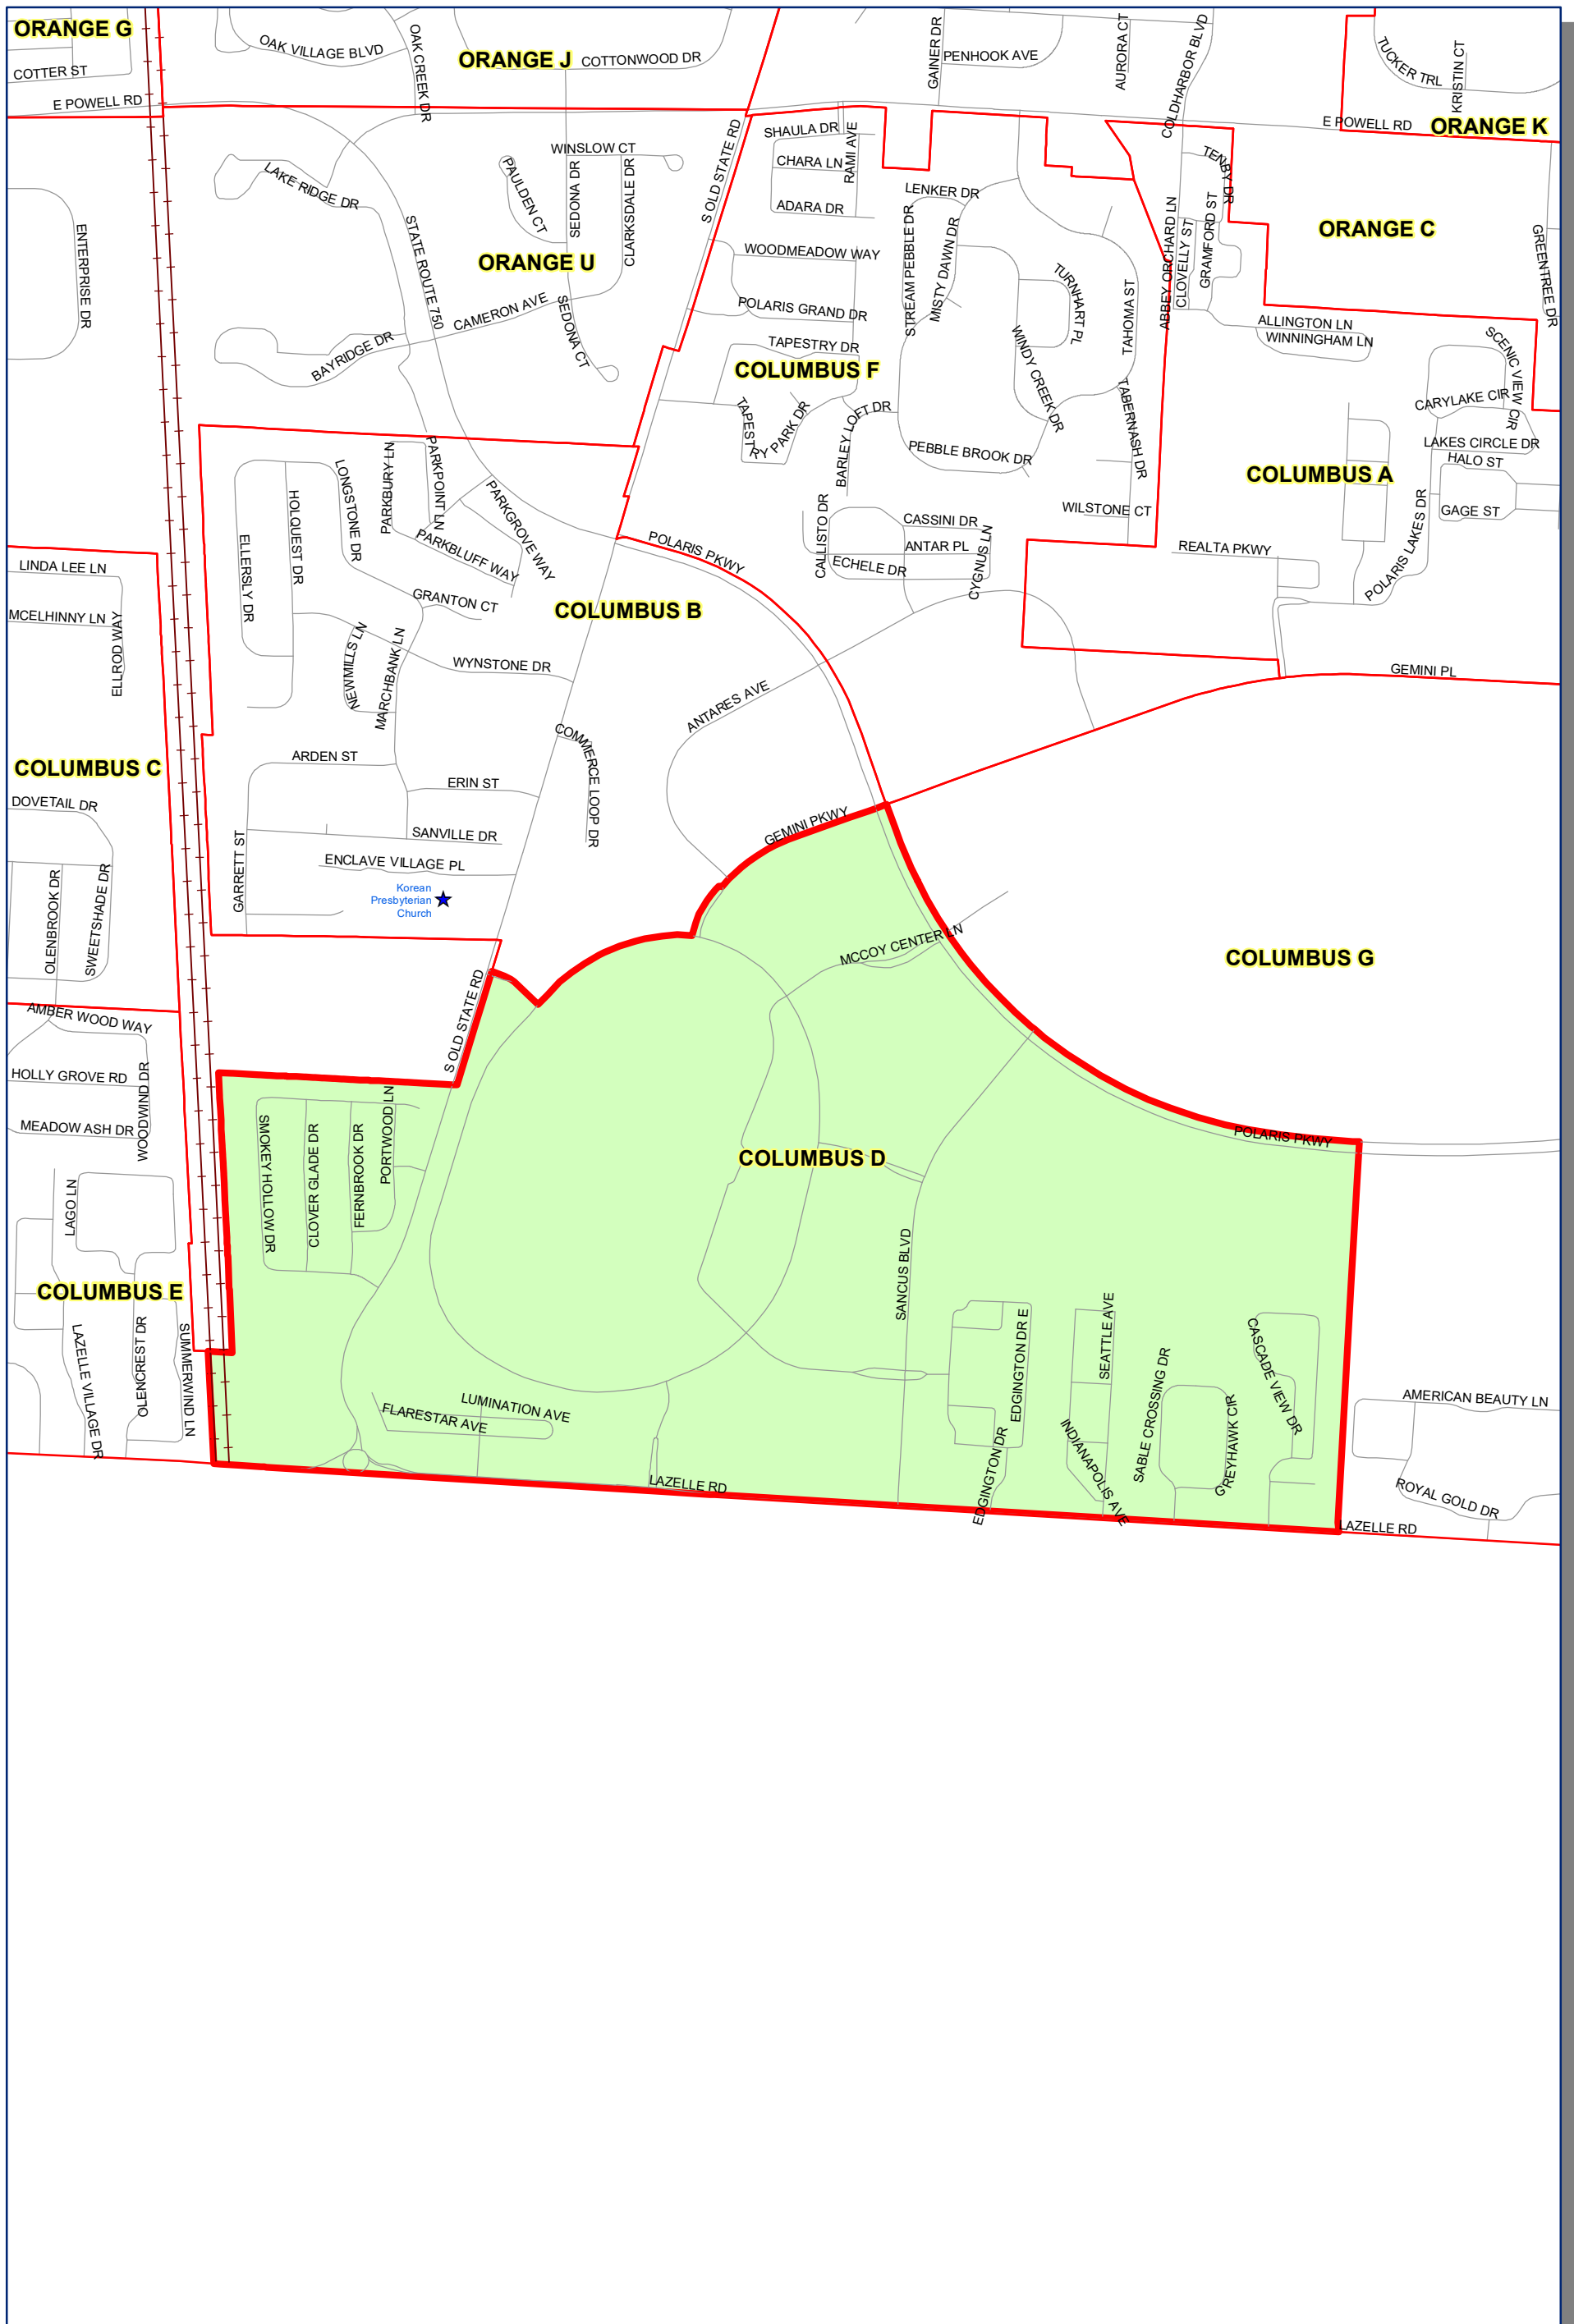 ORANGE G
COTTER ST
E POWELL RD
OAK VILLAGE BLVD
OAK CREEK DR
ORANGE J
COTTONWOOD DR
GAINER DR
PENHOOK AVE
AURORA CT
COLDHARBOR BLVD
TUCKER TRL
KRISTIN CT
E POWELL RD
ORANGE K
ENTERPRISE DR
LAKE RIDGE DR
STATE ROUTE 750
PAULDEN CT
WINSLOW CT
SEDONA DR
CLARKSDALE DR
ORANGE U
CAMERON AVE
SEDONA CT
BAYRIDGE DR
S OLD STATE RD
SHAULA DR
RAMI AVE
CHARA LN
ADARA DR
WOODMEADOW WAY
POLARIS GRAND DR
TAPESTRY DR
COLUMBUS F
TAPESTRY PARK DR
BARLEY LOFT DR
LENKER DR
STREAM PEBBLE DR
MISTY DAWN DR
TURNHART PL
WINDY CREEK DR
TAHOMA ST
TABERNASH DR
PEBBLE BROOK DR
WILSTONE CT
ABBEY ORCHARD LN
CLOVELLY ST
GRAMFORD ST
TENBY DR
ORANGE C
GREENTREE DR
ALLINGTON LN
WINNINGHAM LN
SCENIC VIEW CIR
CARYLAKE CIR
LAKES CIRCLE DR
HALO ST
GAGE ST
COLUMBUS A
POLARIS LAKES DR
REALTA PKWY
GEMINI PL
CALLISTO DR
CASSINI DR
ANTAR PL
ECHELE DR
CYGNUS LN
POLARIS PKWY
ELLERSLY DR
HOLQUEST DR
LONGSTONE DR
PARKBURY LN
PARKPOINT LN
PARKGROVE WAY
PARKBLUFF WAY
GRANTON CT
COLUMBUS B
NEWMILLS LN
MARCHBANK LN
WYNSTONE DR
ANTARES AVE
COMMERCE LOOP DR
ARDEN ST
ERIN ST
SANVILLE DR
GARRETT ST
ENCLAVE VILLAGE PL
Korean
Presbyterian
Church
GEMINI PKWY
LINDA LEE LN
MCELHINNY LN
ELLROD WAY
COLUMBUS C
DOVETAIL DR
OLENBROOK DR
SWEETSHADE DR
AMBER WOOD WAY
HOLLY GROVE RD
WOODWIND DR
MEADOW ASH DR
LAGO LN
COLUMBUS E
LAZELLE VILLAGE DR
OLENCREST DR
SUMMERWIND LN
S OLD STATE RD
SMOKEY HOLLOW DR
CLOVER GLADE DR
FERNBROOK DR
PORTWOOD LN
MCCOY CENTER LN
COLUMBUS G
COLUMBUS D
POLARIS PKWY
SANCUS BLVD
LUMINATION AVE
FLARESTAR AVE
LAZELLE RD
EDGINGTON DR E
EDGINGTON DR
SEATTLE AVE
INDIANAPOLIS AVE
SABLE CROSSING DR
GREYHAWK CIR
CASCADE VIEW DR
AMERICAN BEAUTY LN
ROYAL GOLD DR
LAZELLE RD